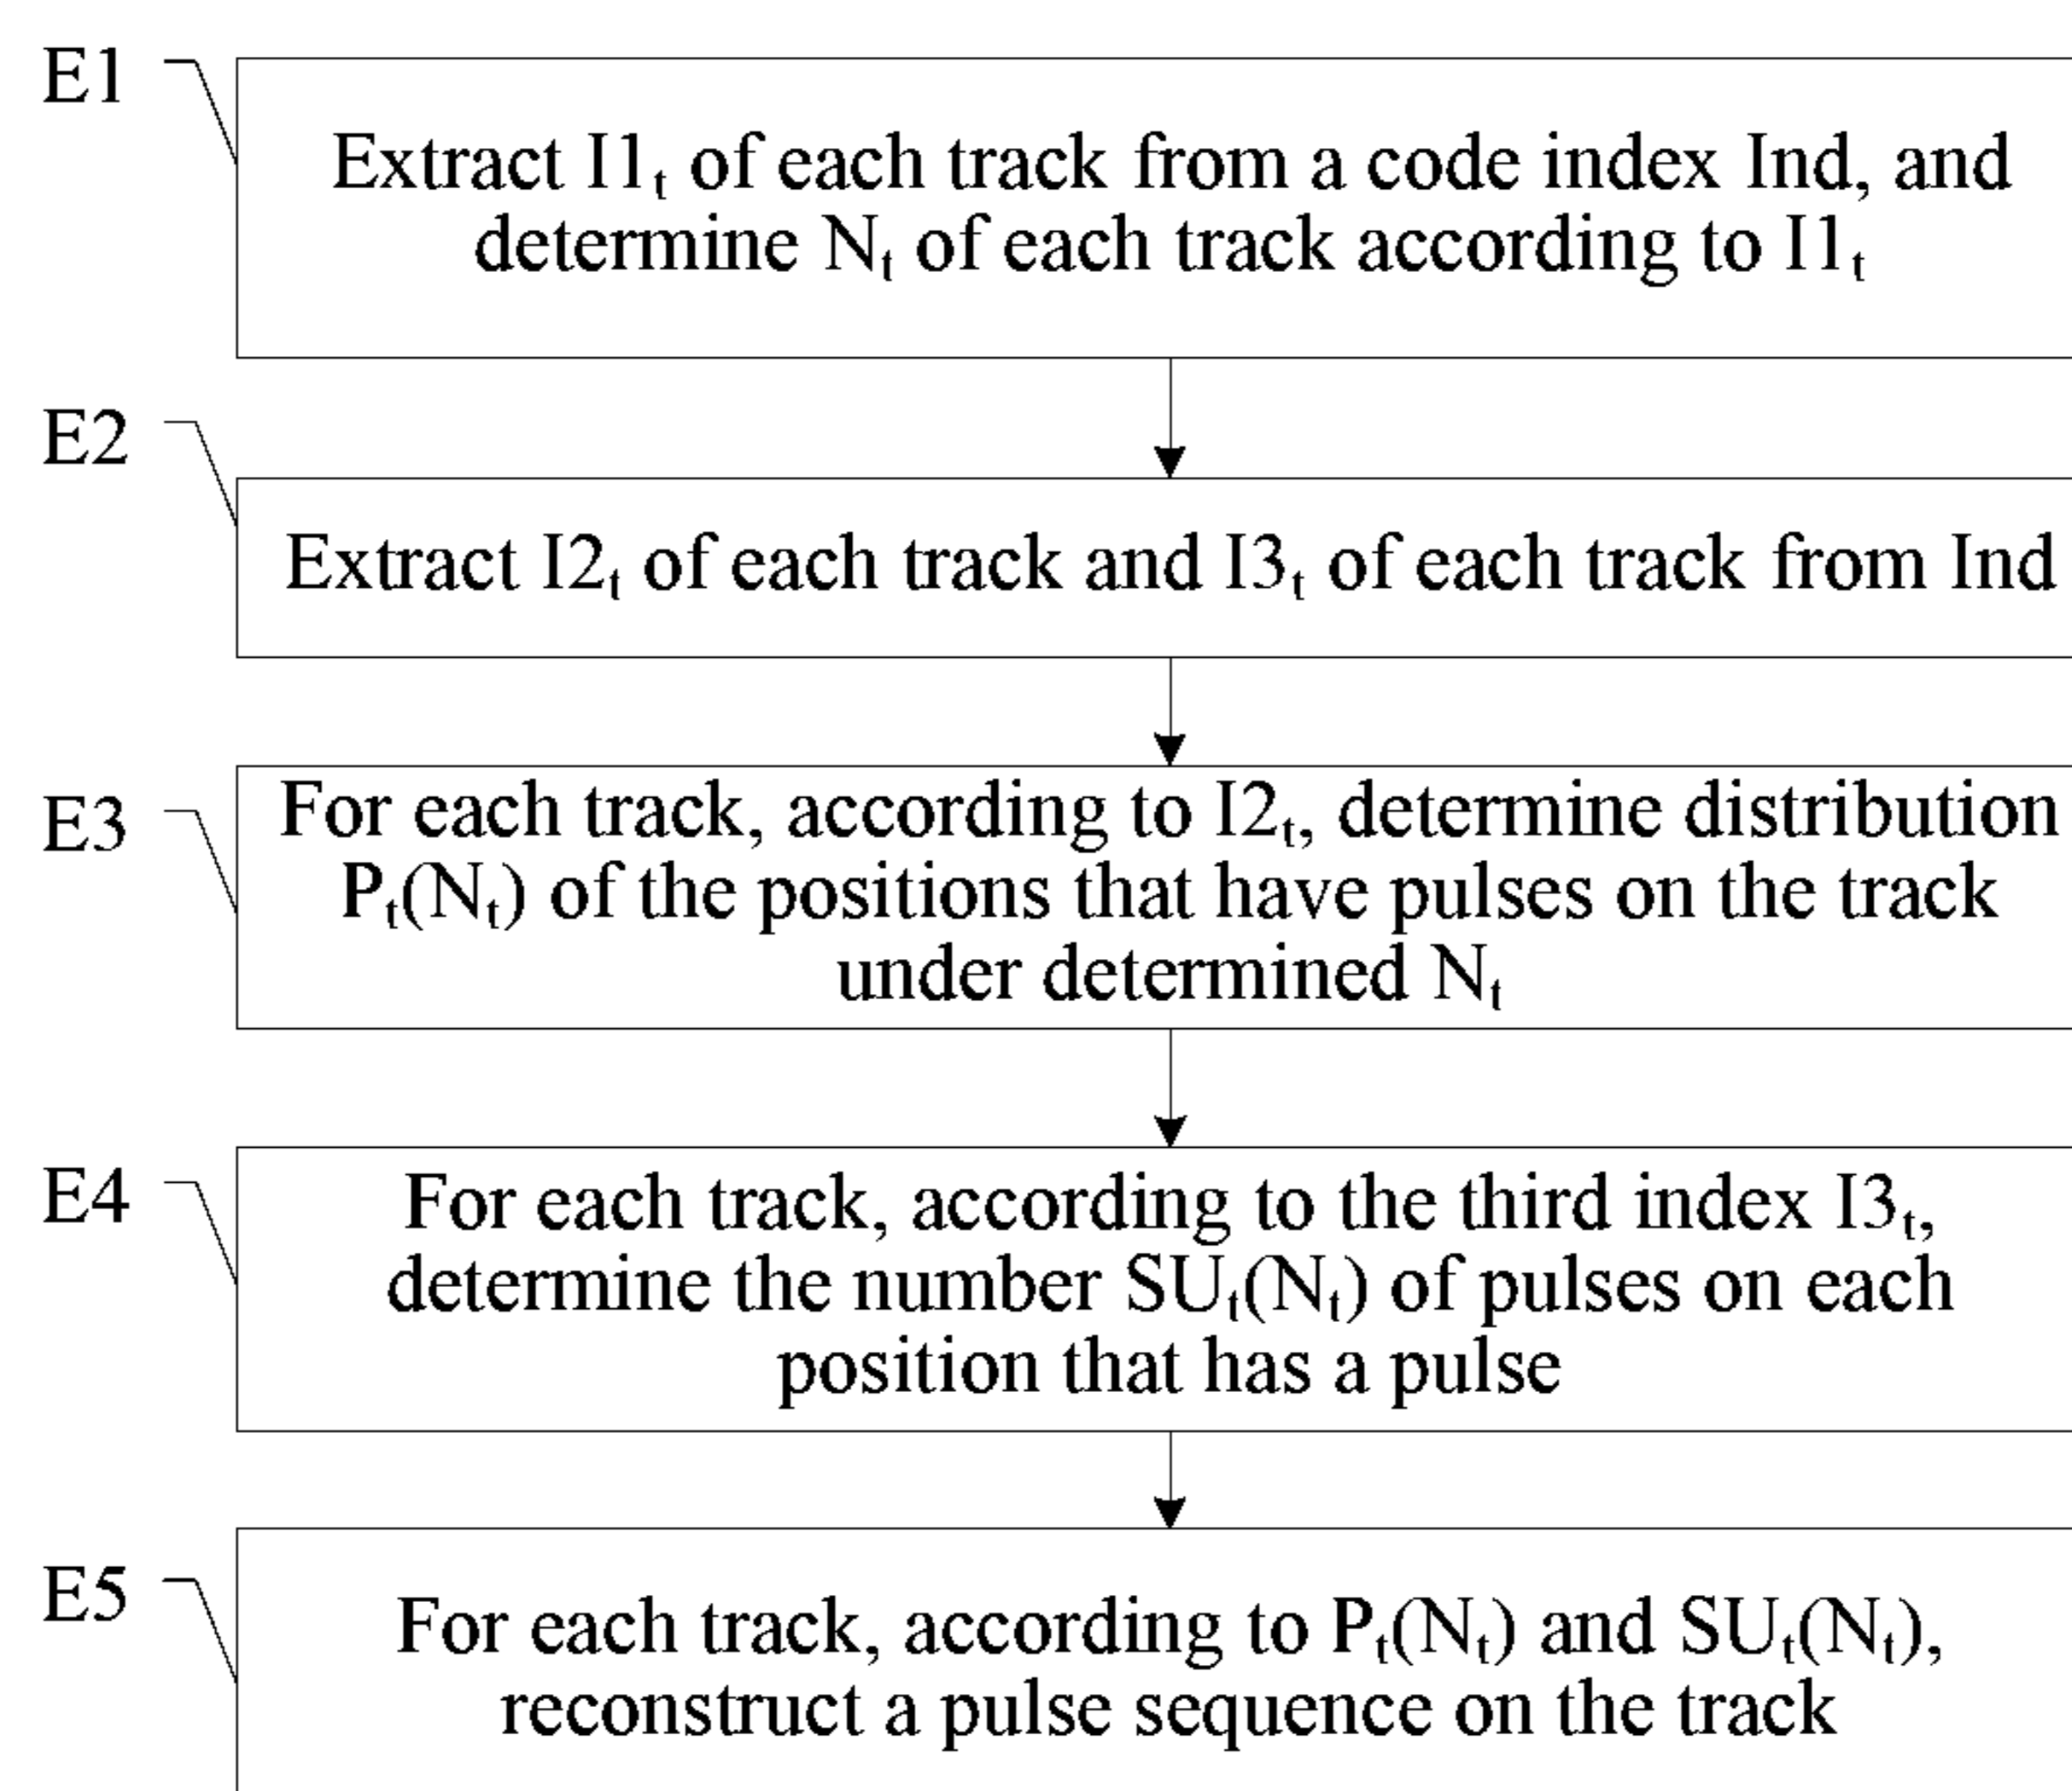 E1
Extract I1ₜ of each track from a code index Ind, and
determine Nₜ of each track according to I1ₜ
E2
Extract I2ₜ of each track and I3ₜ of each track from Ind
E3
For each track, according to I2ₜ, determine distribution
Pₜ(Nₜ) of the positions that have pulses on the track
under determined Nₜ
E4
For each track, according to the third index I3ₜ,
determine the number SUₜ(Nₜ) of pulses on each
position that has a pulse
E5
For each track, according to Pₜ(Nₜ) and SUₜ(Nₜ),
reconstruct a pulse sequence on the track